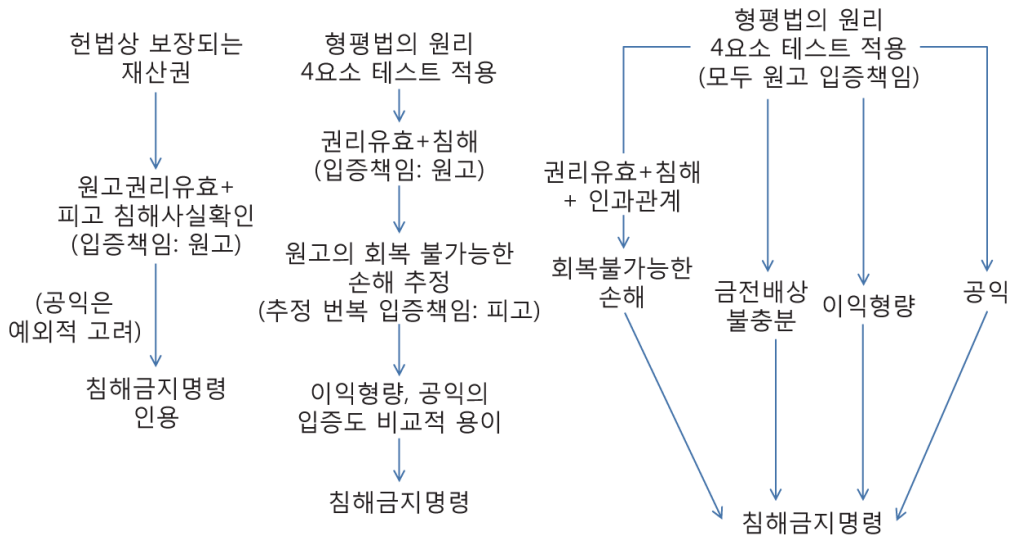 헌법상 보장되는
재산권
원고권리유효+
피고 침해사실확인
(입증책임: 원고)
(공익은
예외적 고려)
침해금지명령
인용
형평법의 원리
4요소 테스트 적용
권리유효+침해
(입증책임: 원고)
원고의 회복 불가능한
손해 추정
(추정 번복 입증책임: 피고)
이익형량, 공익의
입증도 비교적 용이
침해금지명령
형평법의 원리
4요소 테스트 적용
(모두 원고 입증책임)
권리유효+침해
+ 인과관계
회복불가능한
손해
금전배상
불충분
이익형량
공익
침해금지명령